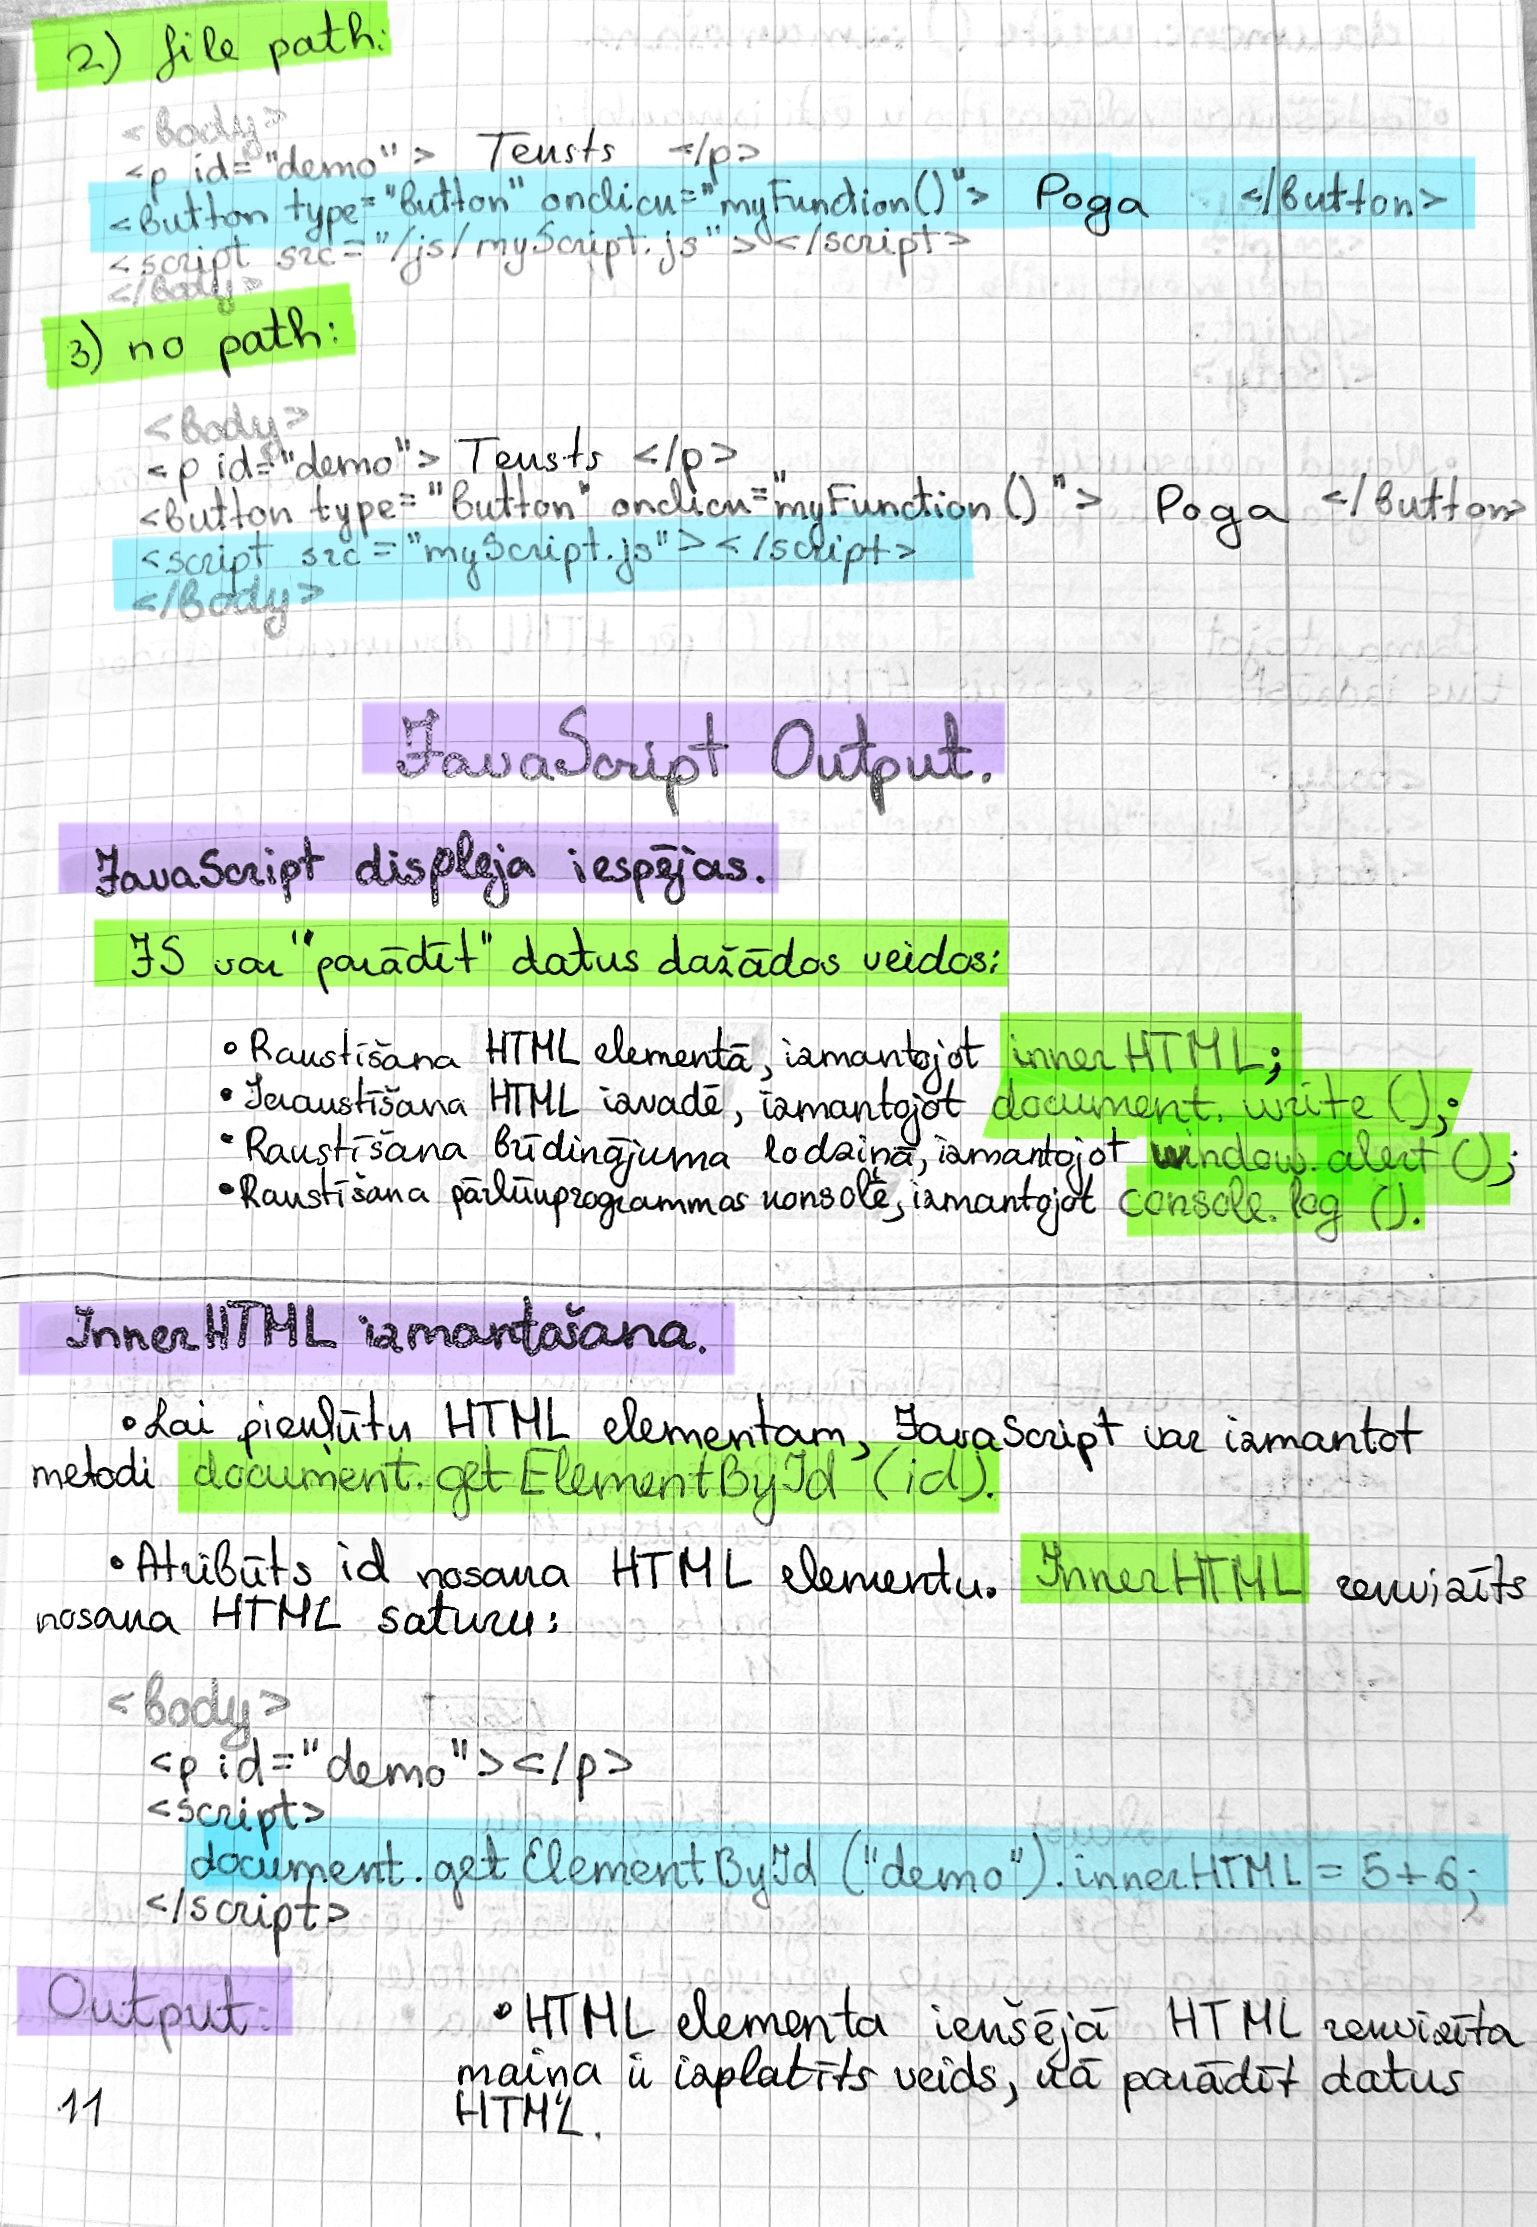 2) file path:
<body>
<p id="demo"> Teksts </p>
<button type="button" onclick="myFunction()"> Poga </button>
<script src="/js/myScript.js"></script>
</body>
3) no path:
<body>
<p id="demo"> Teksts </p>
<button type="button" onclick="myFunction()"> Poga </button>
<script src="myScript.js"></script>
</body>
JavaScript Output.
JavaScript displeja iespējas.
JS var "parādīt" datus dažādos veidos:
• Rakstīšana HTML elementā, izmantojot innerHTML;
• Ierakstīšana HTML izvadē, izmantojot document.write();
• Rakstīšana brīdinājuma lodziņā, izmantojot window.alert();
• Rakstīšana pārlūkprogrammas konsolē, izmantojot console.log().
InnerHTML izmantošana.
• Lai piekļūtu HTML elementam, JavaScript var izmantot
metodi document.getElementById(id).
• Atribūts id nosaka HTML elementu. InnerHTML rekvizīts
nosaka HTML saturu:
<body>
<p id="demo"></p>
<script>
document.getElementById("demo").innerHTML = 5+6;
</script>
Output:
11
• HTML elementa iekšējā HTML rekvizīta
maiņa ir izplatīts veids, kā parādīt datus
HTML.